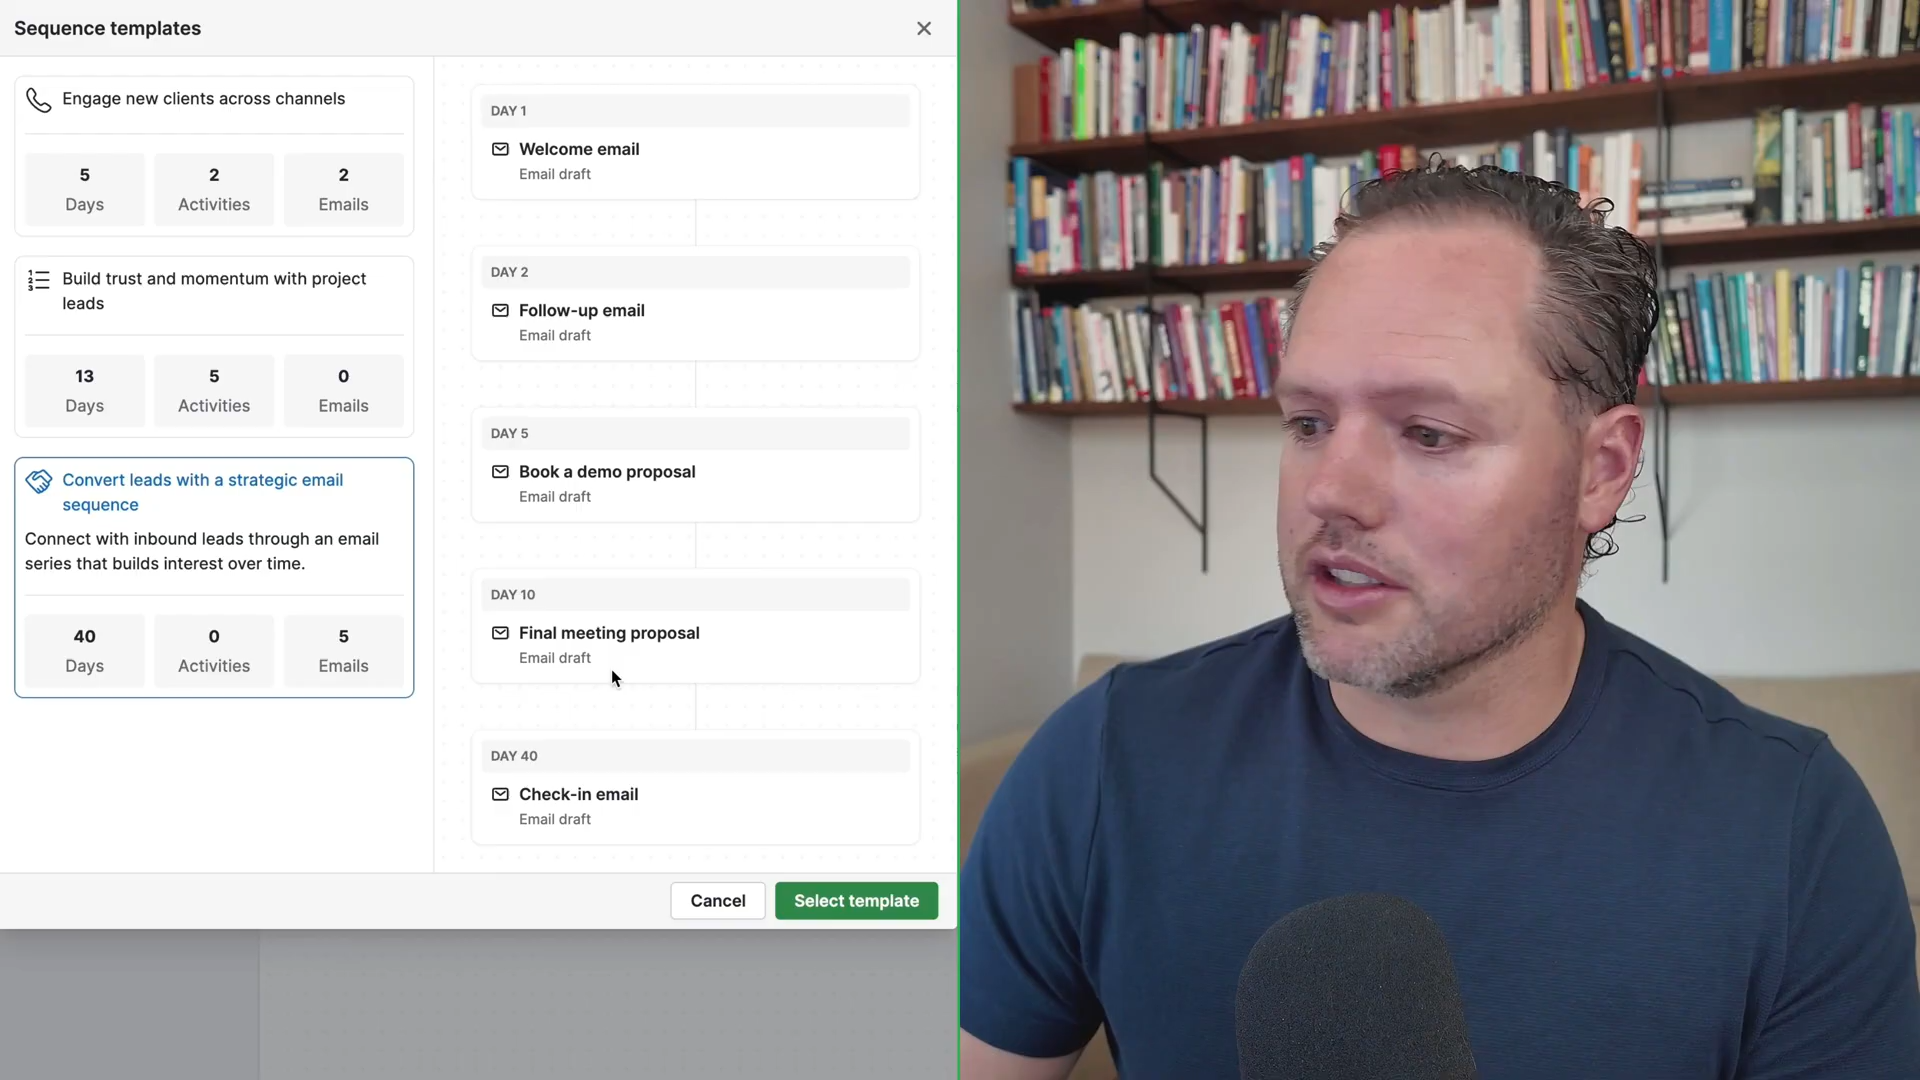 Sequence templates
Engage new clients across channels
5
Days
2
Activities
2
Emails
Build trust and momentum with project
leads
13
Days
5
Activities
0
Emails
Convert leads with a strategic email
sequence
Connect with inbound leads through an email
series that builds interest over time.
40
Days
0
Activities
5
Emails
DAY 1
Welcome email
Email draft
DAY 2
Follow-up email
Email draft
DAY 5
Book a demo proposal
Email draft
DAY 10
Final meeting proposal
Email draft
DAY 40
Check-in email
Email draft
Cancel
Select template